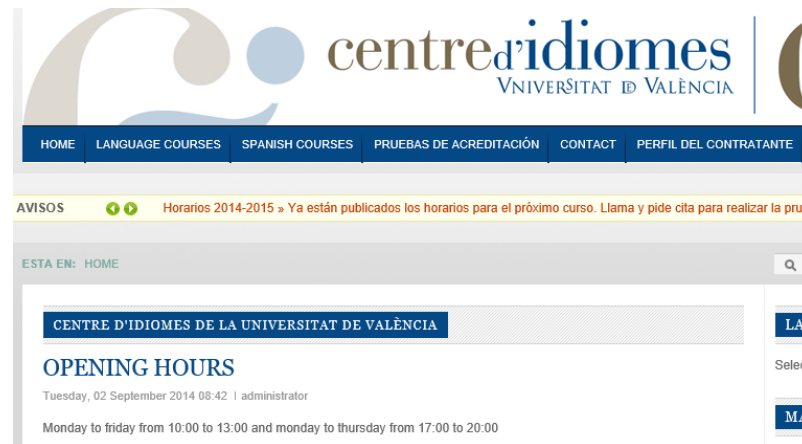 centre d'idiomes
VNIVERSITAT DE VALÈNCIA
HOME LANGUAGE COURSES SPANISH COURSES PRUEBAS DE ACREDITACIÓN CONTACT PERFIL DEL CONTRATANTE
AVISOS Horarios 2014-2015 » Ya están publicados los horarios para el próximo curso. Llama y pide cita para realizar la
ESTA EN: HOME
CENTRE D'IDIOMES DE LA UNIVERSITAT DE VALÈNCIA
OPENING HOURS
Tuesday, 02 September 2014 08:42 | administrator
Monday to friday from 10:00 to 13:00 and monday to thursday from 17:00 to 20:00